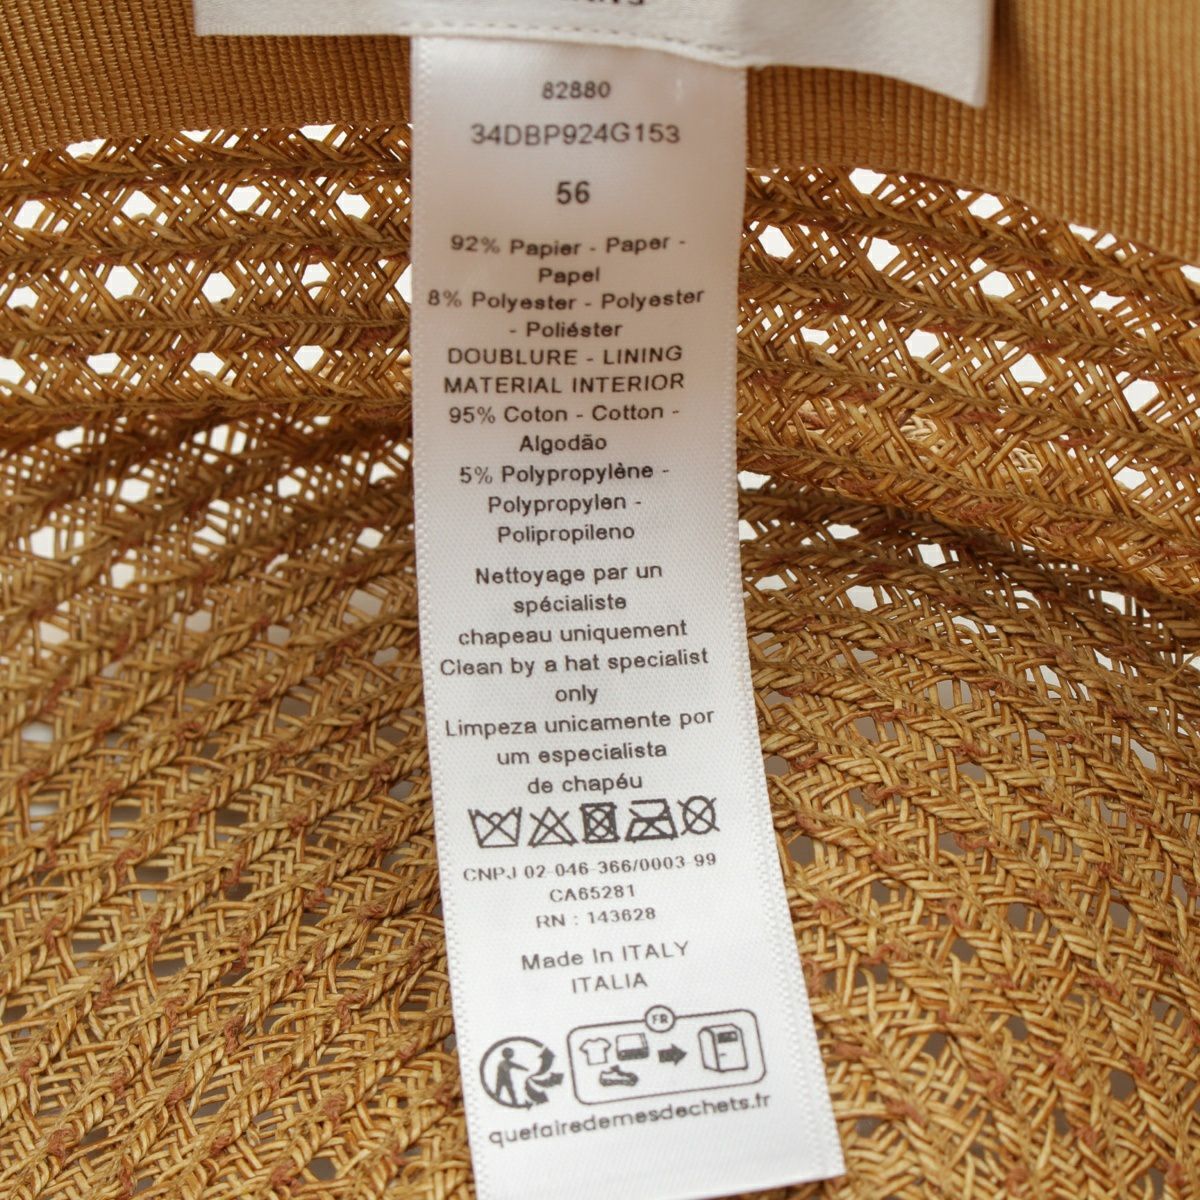 82880
34DBP924G153
56
92% Papier - Paper -
Papel
8% Polyester - Polyester
- Poliéster
DOUBLURE - LINING
MATERIAL INTERIOR
95% Coton - Cotton -
Algodão
5% Polypropylène -
Polypropylen -
Polipropileno
Nettoyage par un
spécialiste
chapeau uniquement
Clean by a hat specialist
only
Limpeza unicamente por
um especialista
de chapéu
CNPJ 02-046-366/0003-99
CA65281
RN : 143628
Made In ITALY
ITALIA
FR
quefairedemesdechets.fr